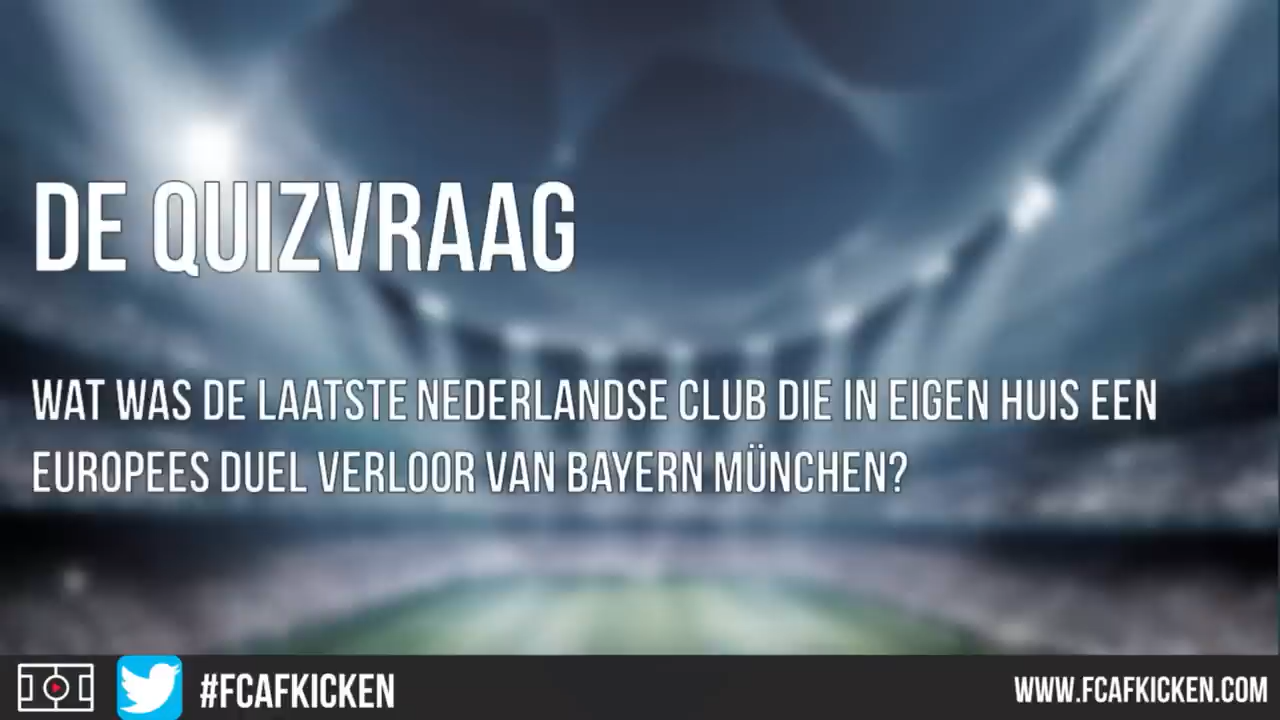 DE QUIZVRAAG
WAT WAS DE LAATSTE NEDERLANDSE CLUB DIE IN EIGEN HUIS EEN
EUROPEES DUEL VERLOOR VAN BAYERN MÜNCHEN?
#FCAFKICKEN
WWW.FCAFKICKEN.COM